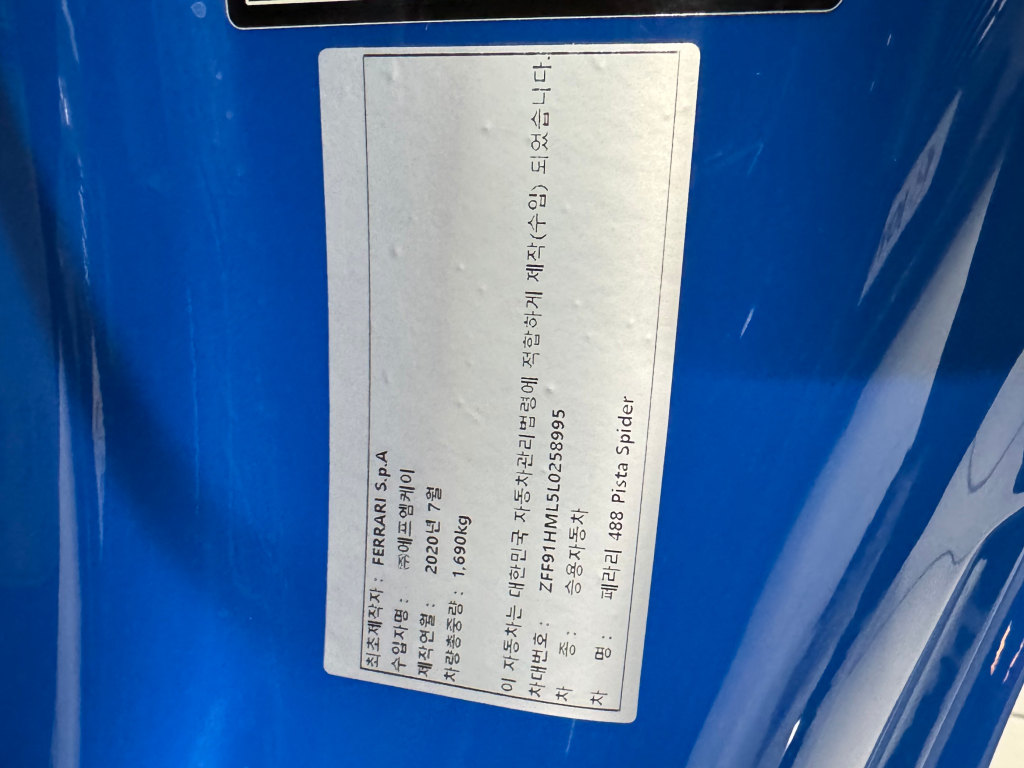 최초제작자 : FERRARI S.p.A
수입자명 : ㈜에프엠케이
제작연월 : 2020년 7월
차량총중량 : 1,690kg
이 자동차는 대한민국 자동차관리법령에 적합하게 제작(수입) 되었습니다.
차대번호 : ZFF91HML5L0258995
차 종 : 승용자동차
차 명 : 페라리 488 Pista Spider